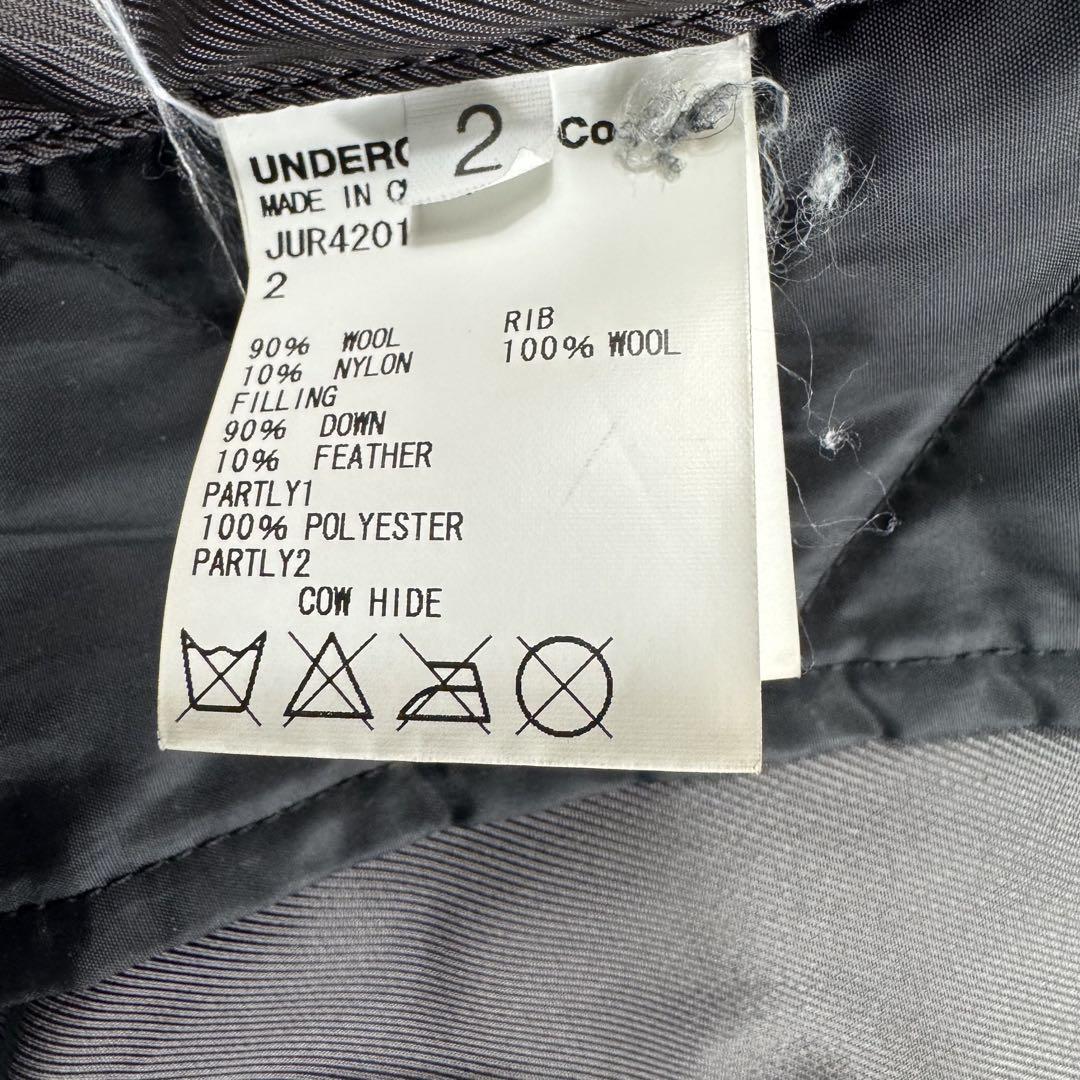 2
Co
MADE IN
JUR4201
2
90% WOOL
10% NYLON
FILLING
90% DOWN
10% FEATHER
PARTLY1
100% POLYESTER
PARTLY2
COW HIDE
RIB
100% WOOL